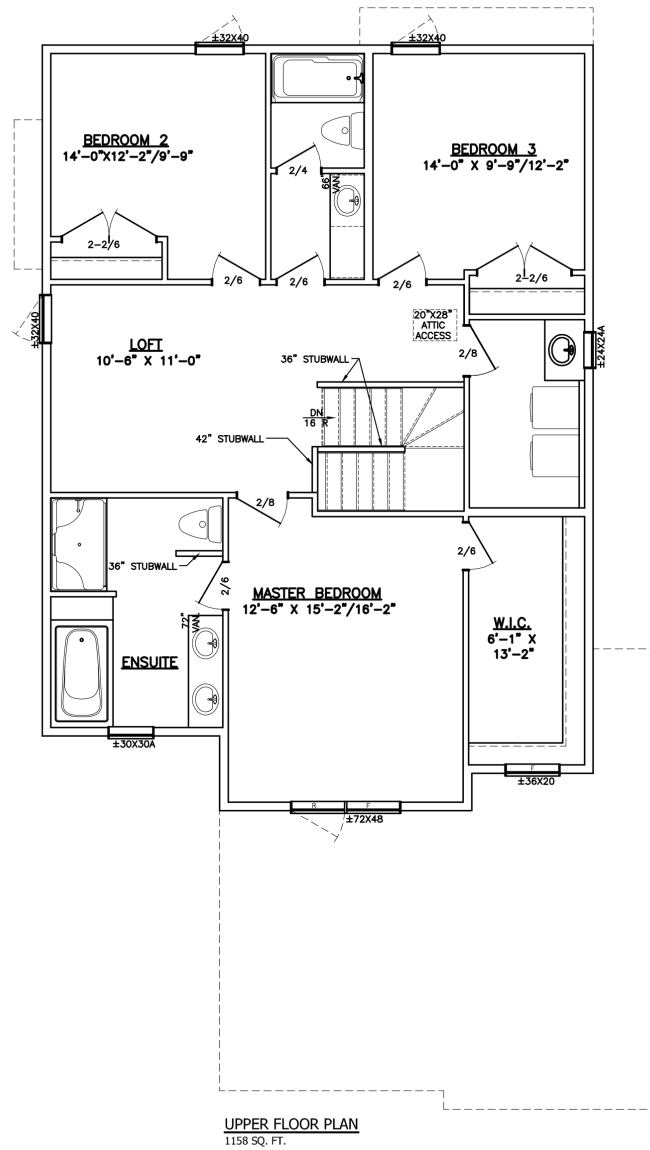 ±32X40
±32X40
BEDROOM 2
14'-0"X12'-2"/9'-9"
BEDROOM 3
14'-0" X 9'-9"/12'-2"
2/4
66"
VAN.
2-2/6
2/6
2/6
2/6
2-2/6
±32X40
LOFT
10'-6" X 11'-0"
20"X28"
ATTIC
ACCESS
±24X24A
2/8
36" STUBWALL
DN
16 R
42" STUBWALL
2/8
2/6
36" STUBWALL
2/6
MASTER BEDROOM
12'-6" X 15'-2"/16'-2"
72"
VAN.
W.I.C.
6'-1" X
13'-2"
ENSUITE
±30X30A
F
±36X20
R
F
±72X48
UPPER FLOOR PLAN
1158 SQ. FT.